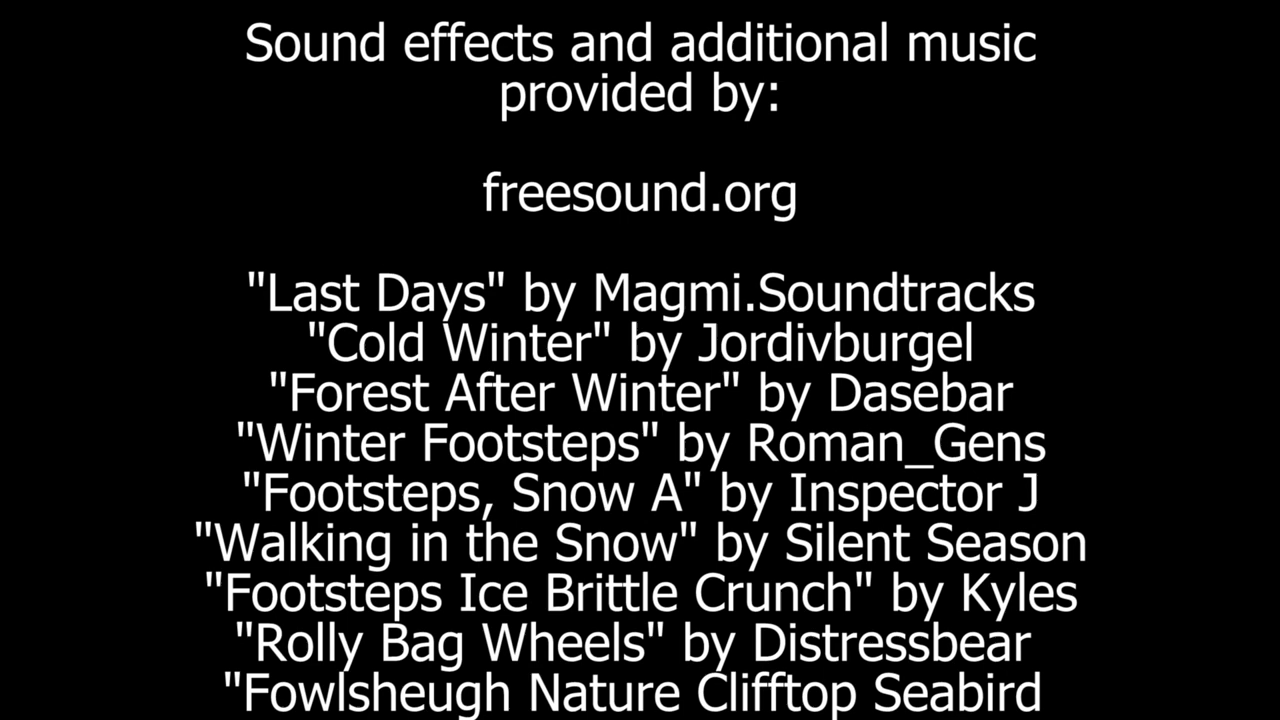 Sound effects and additional music
provided by:
freesound.org
"Last Days" by Magmi.Soundtracks
"Cold Winter" by Jordivburgel
"Forest After Winter" by Dasebar
"Winter Footsteps" by Roman_Gens
"Footsteps, Snow A" by Inspector J
"Walking in the Snow" by Silent Season
"Footsteps Ice Brittle Crunch" by Kyles
"Rolly Bag Wheels" by Distressbear
"Fowlsheugh Nature Clifftop Seabird